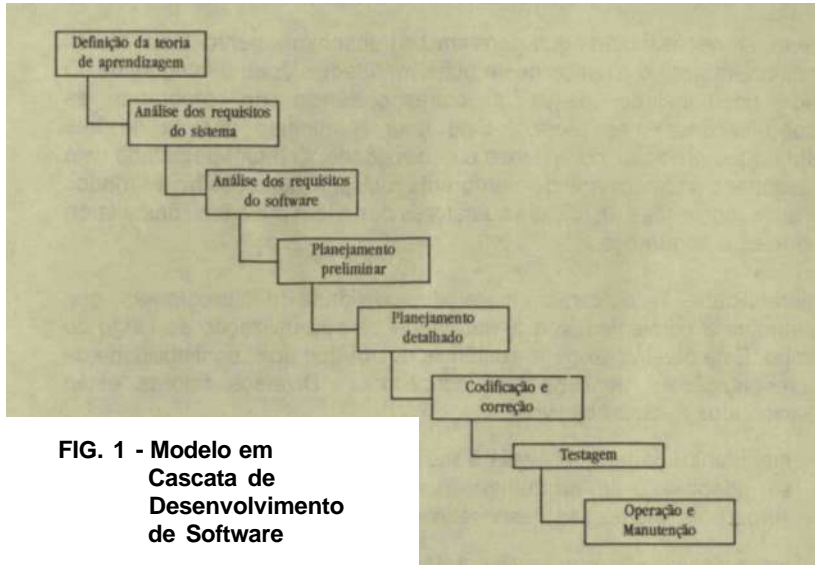 Definição da teoria
de aprendizagem
Análise dos requisitos
do sistema
Análise dos requisitos
do software
Planejamento
preliminar
Planejamento
detalhado
Codificação e
correção
Testagem
Operação e
Manutenção
FIG. 1 - Modelo em
Cascata de
Desenvolvimento
de Software